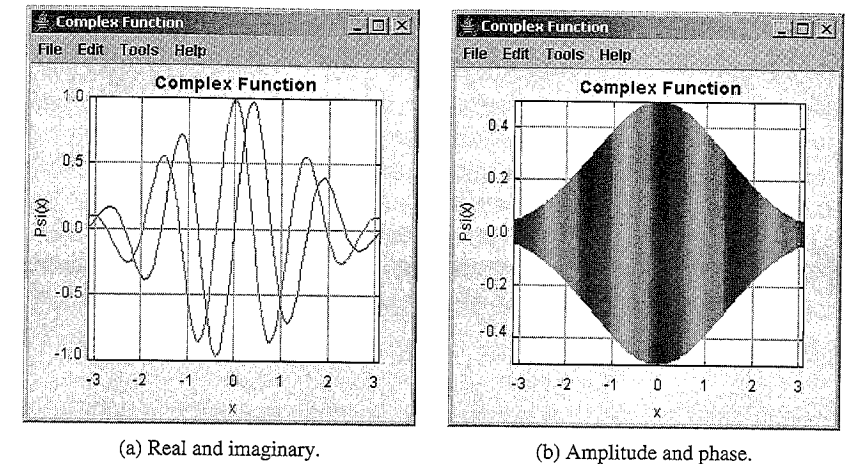 Complex Function
File Edit Tools Help
Complex Function
1.0
0.5
0.0
-0.5
-1.0
Psi(x)
-3 -2 -1 0 1 2 3
x
(a) Real and imaginary.
Complex Function
File Edit Tools Help
Complex Function
0.4
0.2
0.0
-0.2
-0.4
Psi(x)
-3 -2 -1 0 1 2 3
x
(b) Amplitude and phase.